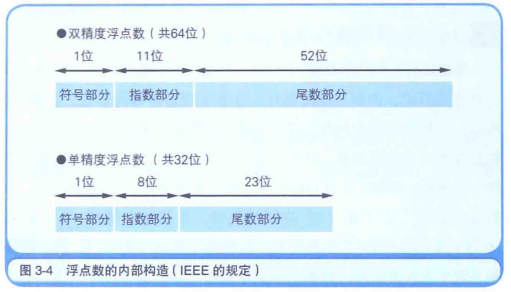 ●双精度浮点数（共64位）
1位 11位 52位
符号部分 指数部分 尾数部分
●单精度浮点数 （共32位）
1位 8位 23位
符号部分 指数部分 尾数部分
图 3-4 浮点数的内部构造（IEEE 的规定）